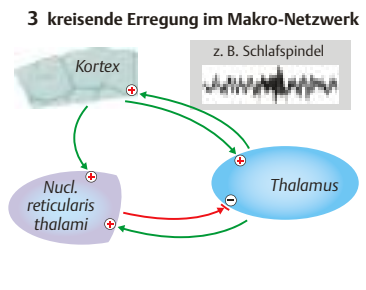 3 kreisende Erregung im Makro-Netzwerk
z. B. Schlafspindel
Kortex
+
+
+
Thalamus
−
Nucl.
reticularis
thalami
+